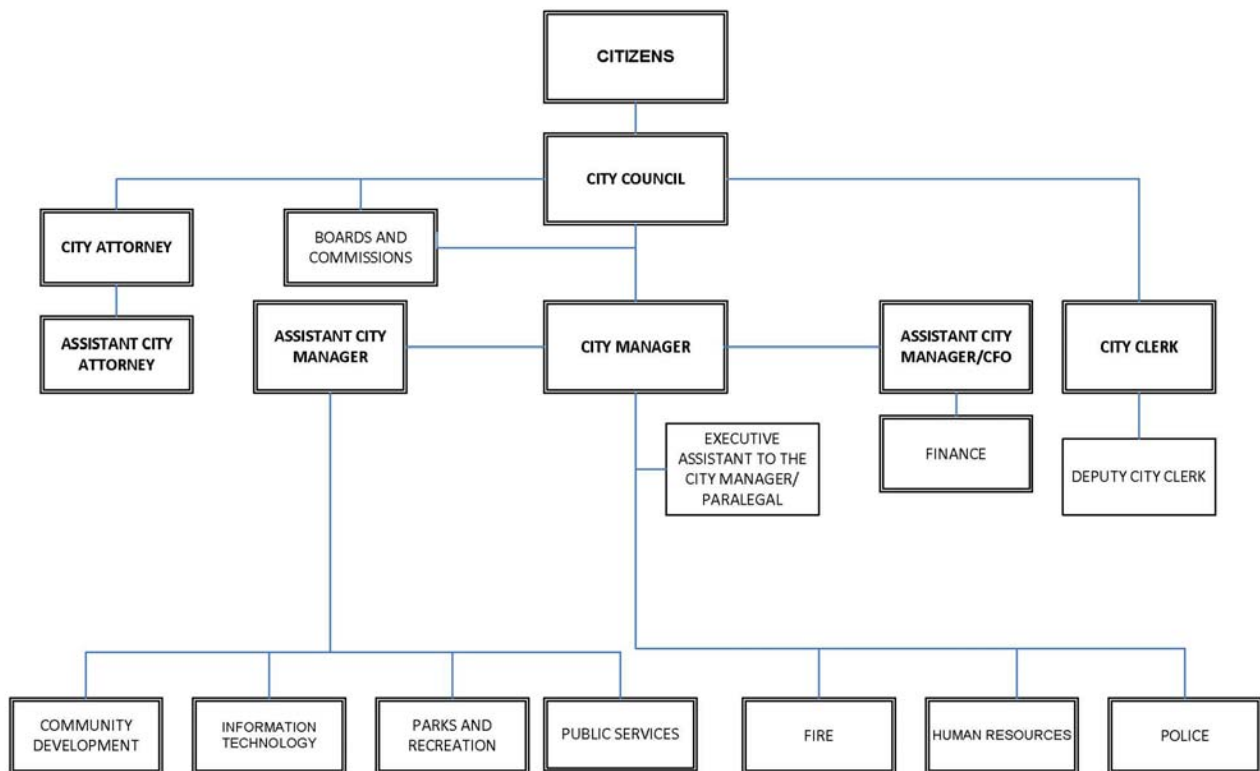 CITIZENS
CITY COUNCIL
CITY ATTORNEY
BOARDS AND
COMMISSIONS
ASSISTANT CITY
ATTORNEY
ASSISTANT CITY
MANAGER
CITY MANAGER
ASSISTANT CITY
MANAGER/CFO
CITY CLERK
EXECUTIVE
ASSISTANT TO THE
CITY MANAGER/
PARALEGAL
FINANCE
DEPUTY CITY CLERK
COMMUNITY
DEVELOPMENT
INFORMATION
TECHNOLOGY
PARKS AND
RECREATION
PUBLIC SERVICES
FIRE
HUMAN RESOURCES
POLICE